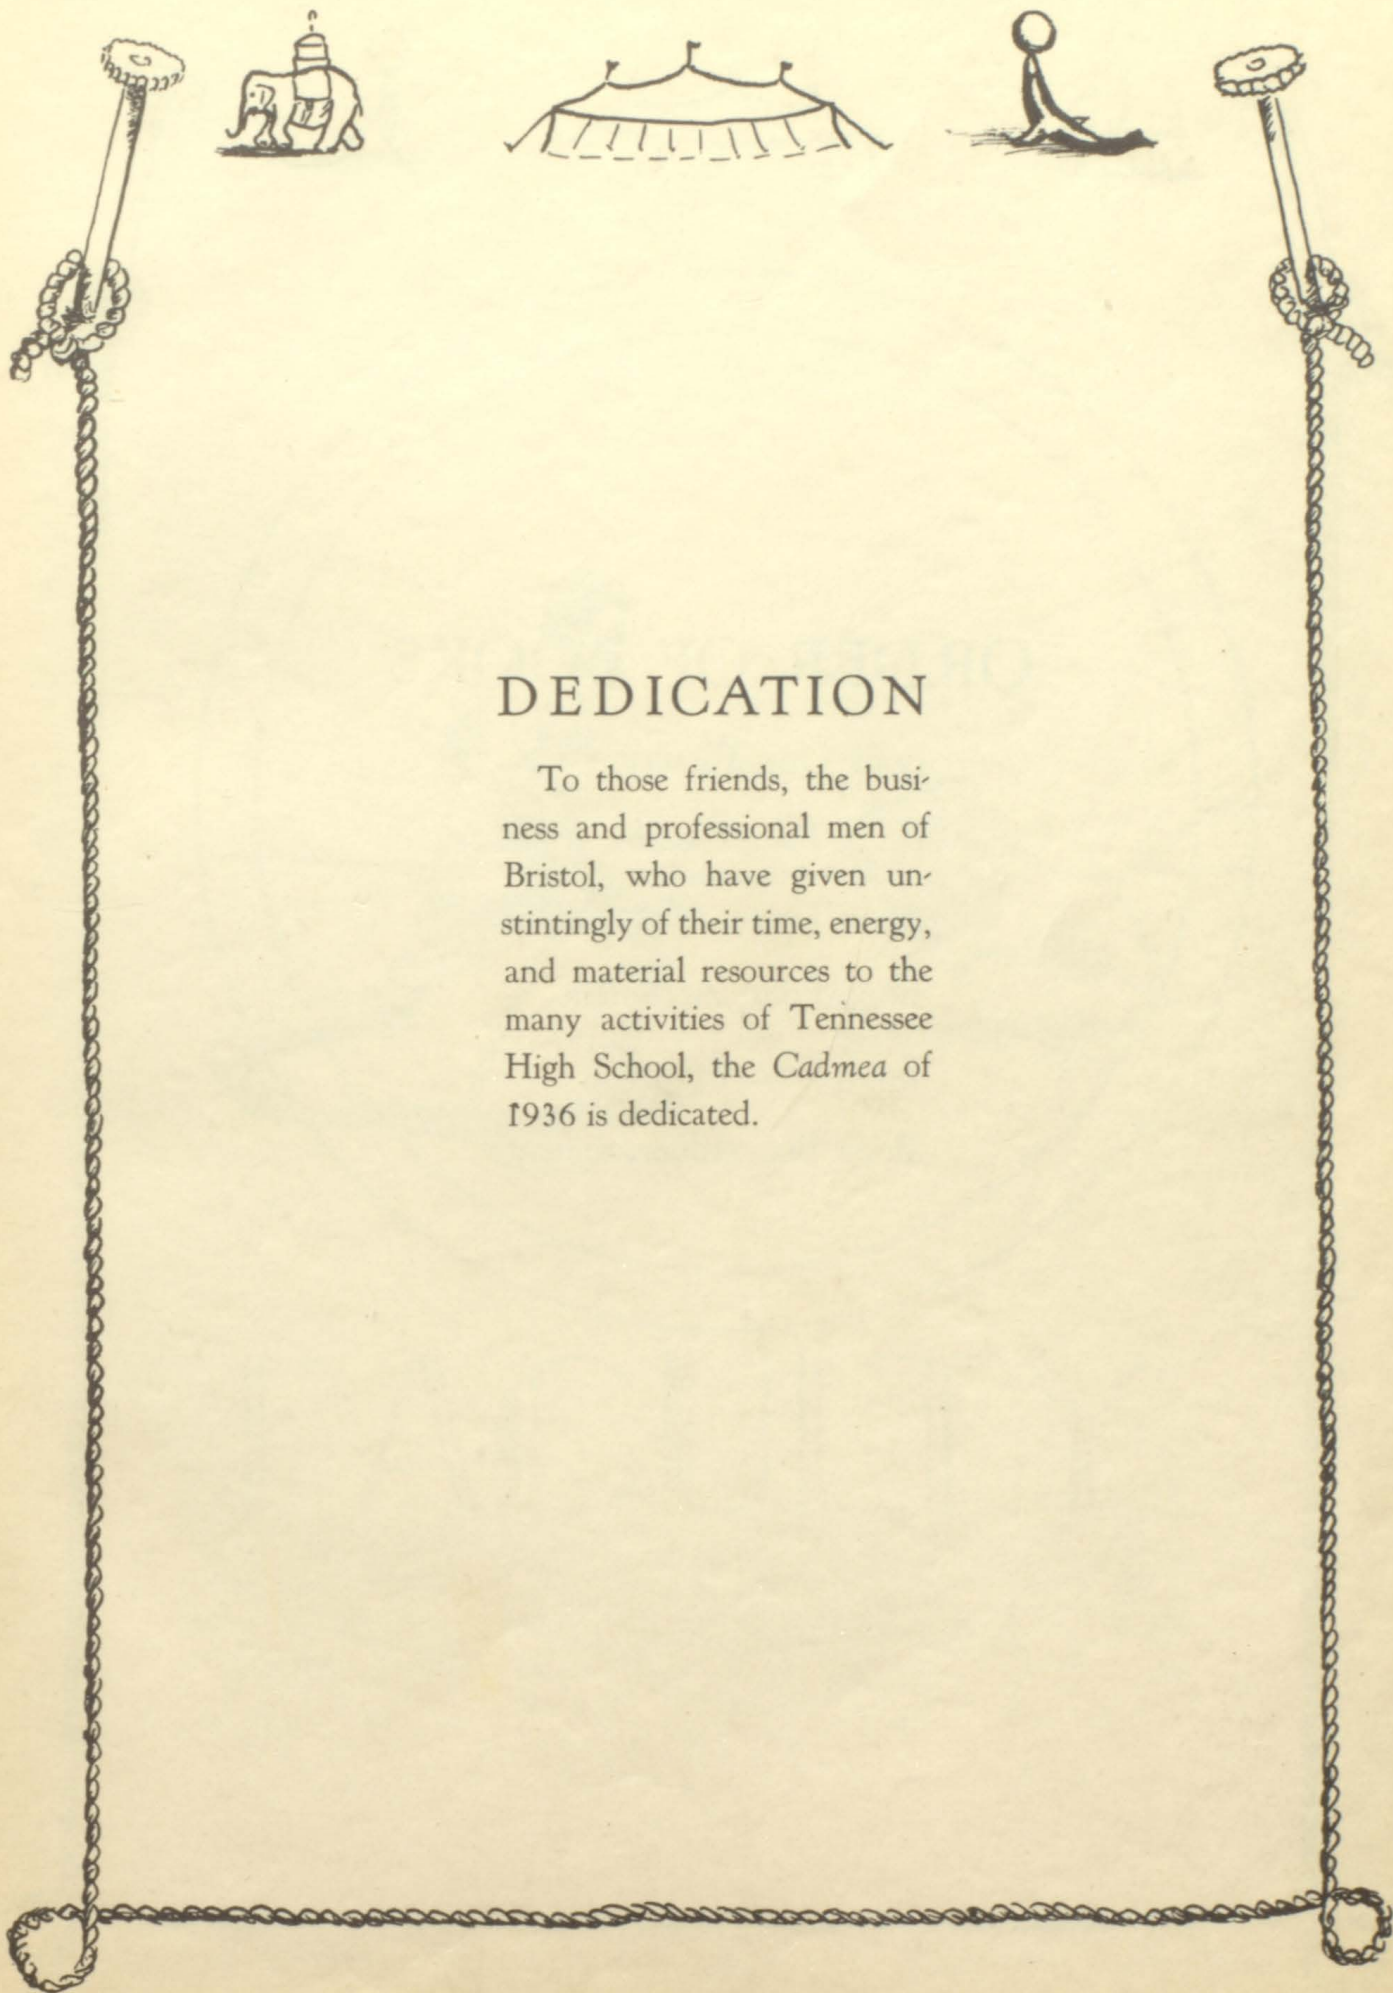 DEDICATION
To those friends, the busi-
ness and professional men of
Bristol, who have given un-
stintingly of their time, energy,
and material resources to the
many activities of Tennessee
High School, the Cadmea of
1936 is dedicated.